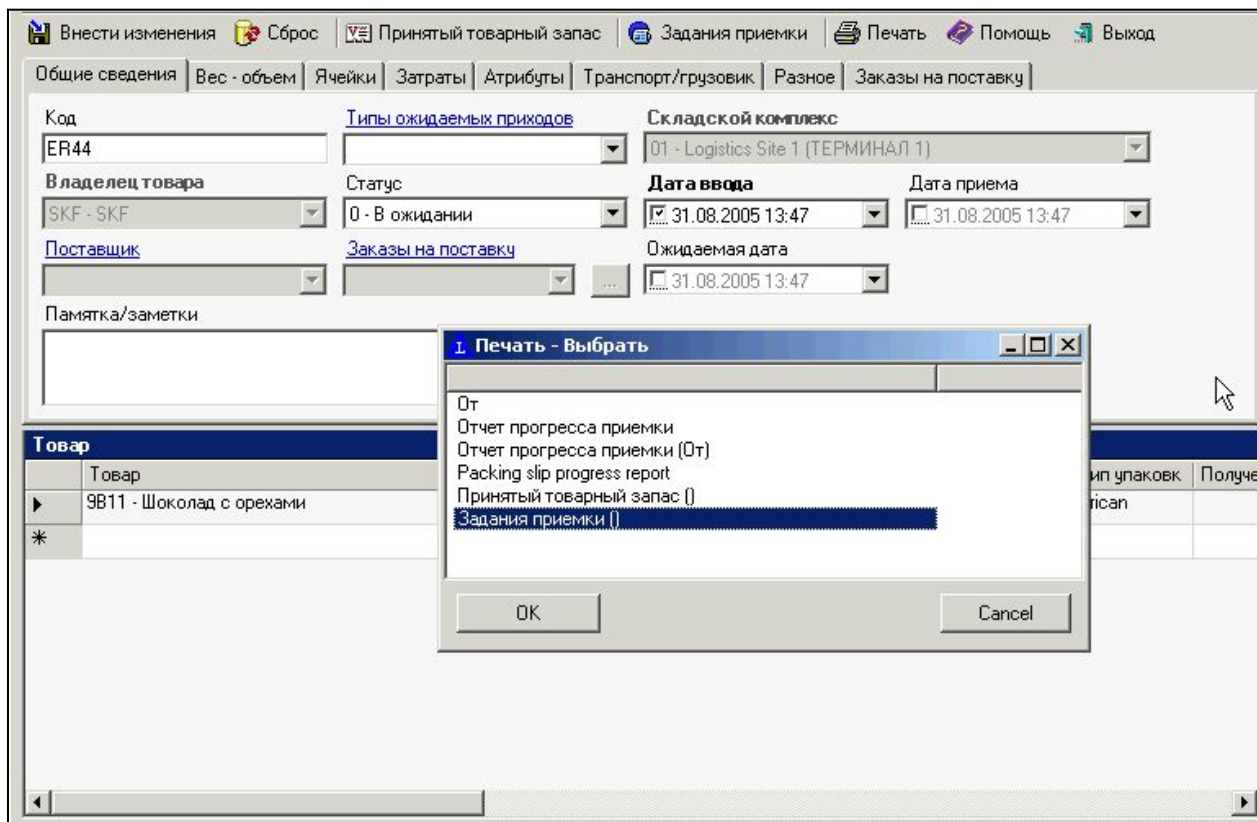 Внести изменения Сброс Принятый товарный запас Задания приемки Печать Помощь Выход
Общие сведения Вес - объем Ячейки Затраты Атрибуты Транспорт/грузовик Разное Заказы на поставку
Код Типы ожидаемых приходов Складской комплекс
ER44 01 - Logistics Site 1 (ТЕРМИНАЛ 1)
Владелец товара Статус Дата ввода Дата приема
SKF - SKF 0 - В ожидании 31.08.2005 13:47 31.08.2005 13:47
Поставщик Заказы на поставку Ожидаемая дата
... 31.08.2005 13:47
Памятка/заметки
Печать - Выбрать
От
Отчет прогресса приемки
Отчет прогресса приемки (От)
Packing slip progress report
Принятый товарный запас ()
Задания приемки ()
OK Cancel
Товар
Товар ип упаковк Получе
9B11 - Шоколад с орехами rican